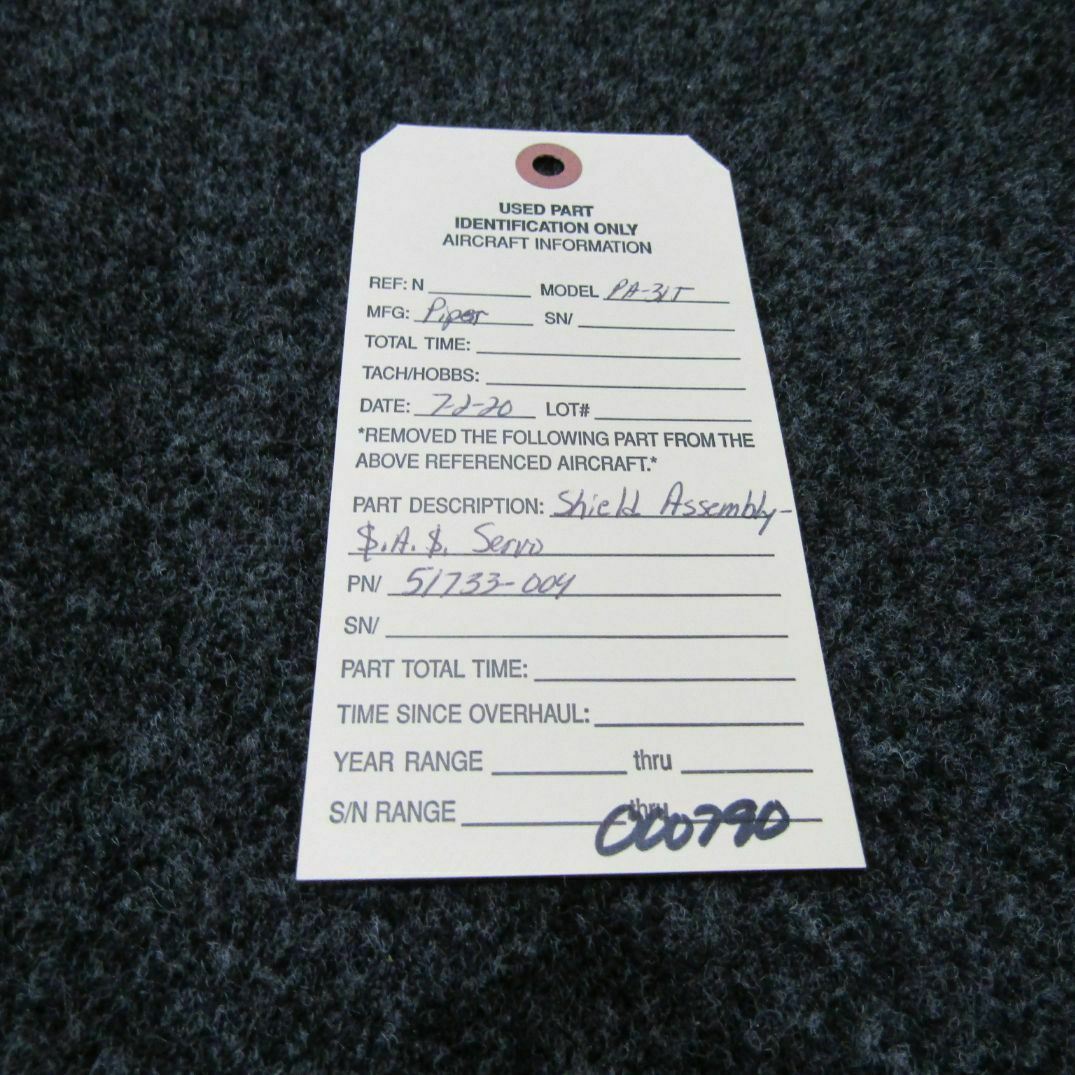 USED PART
IDENTIFICATION ONLY
AIRCRAFT INFORMATION
REF: N MODEL PA-31T
MFG: Piper SN/
TOTAL TIME:
TACH/HOBBS:
DATE: 7-2-20 LOT#
*REMOVED THE FOLLOWING PART FROM THE
ABOVE REFERENCED AIRCRAFT.*
PART DESCRIPTION: Shield Assembly-
$.A.$. Servo
PN/ 51733-004
SN/
PART TOTAL TIME:
TIME SINCE OVERHAUL:
YEAR RANGE thru
S/N RANGE thru
000790